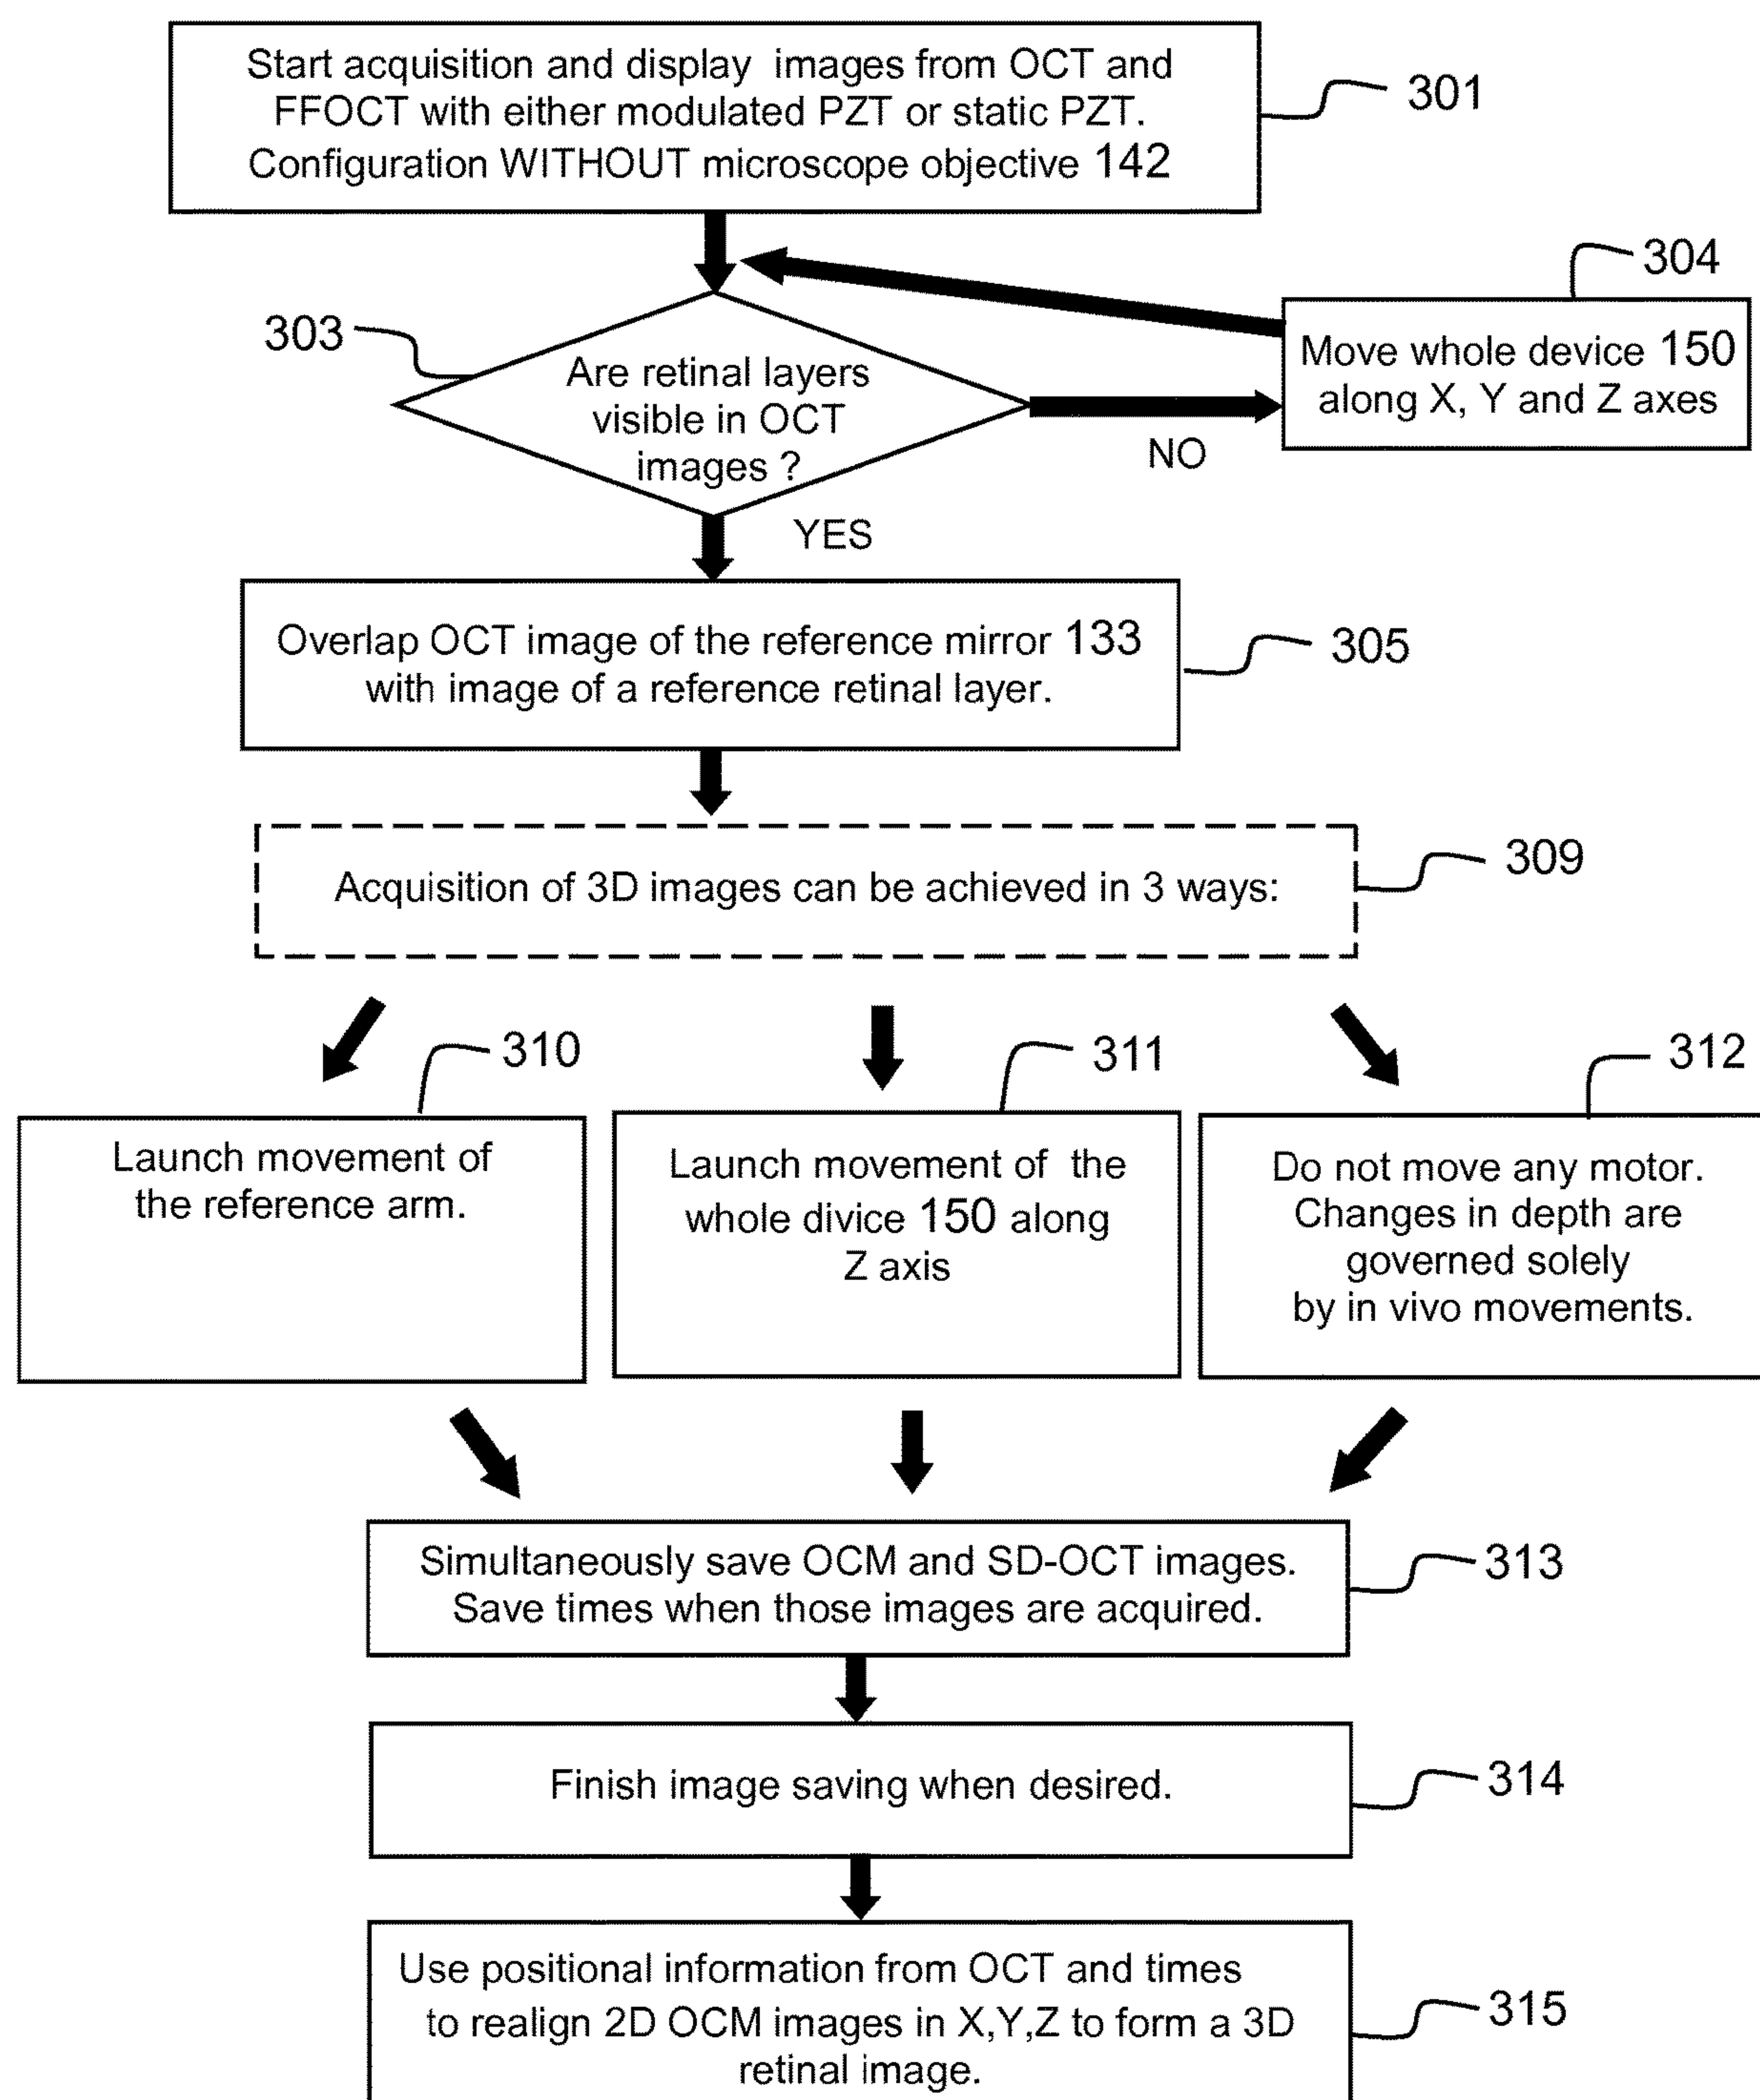 Start acquisition and display images from OCT and
FFOCT with either modulated PZT or static PZT.
Configuration WITHOUT microscope objective 142
301
304
303
Are retinal layers
visible in OCT
images ?
Move whole device 150
along X, Y and Z axes
NO
YES
Overlap OCT image of the reference mirror 133
with image of a reference retinal layer.
305
Acquisition of 3D images can be achieved in 3 ways:
309
310
311
312
Launch movement of
the reference arm.
Launch movement of the
whole divice 150 along
Z axis
Do not move any motor.
Changes in depth are
governed solely
by in vivo movements.
Simultaneously save OCM and SD-OCT images.
Save times when those images are acquired.
313
Finish image saving when desired.
314
Use positional information from OCT and times
to realign 2D OCM images in X,Y,Z to form a 3D
retinal image.
315